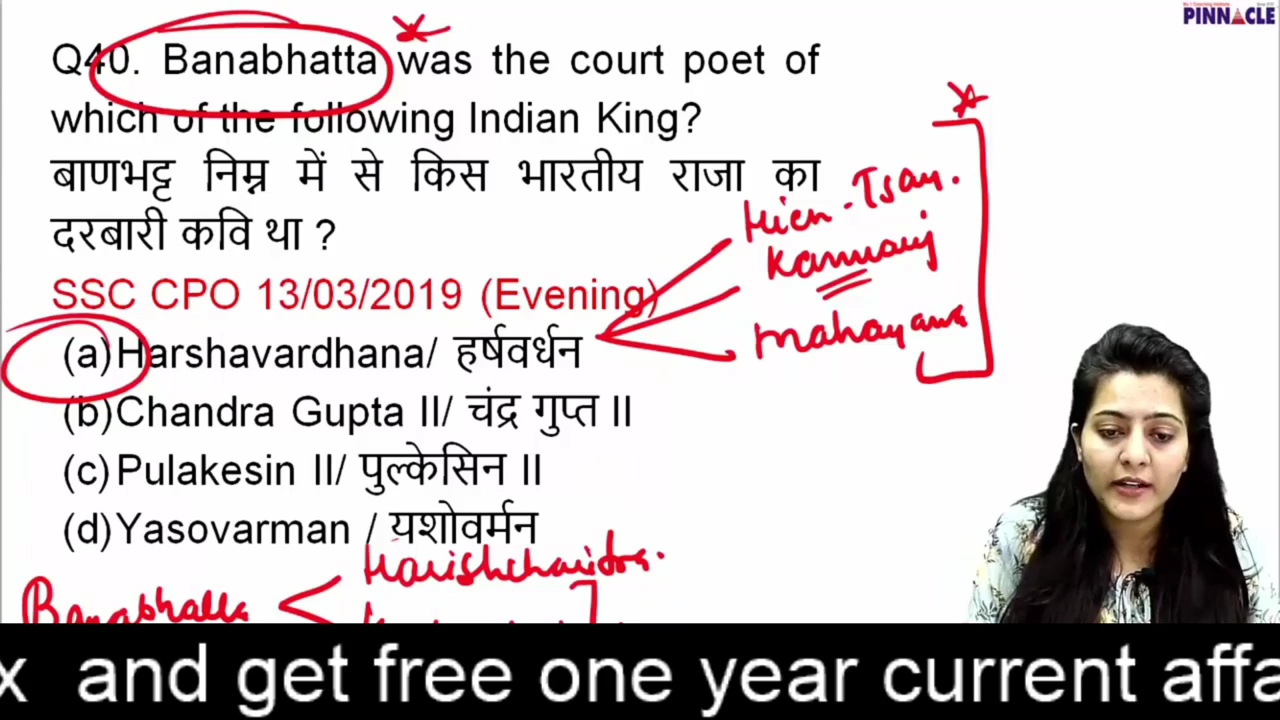 PINNACLE
Q40. Banabhatta was the court poet of
which of the following Indian King?
बाणभट्ट निम्न में से किस भारतीय राजा का
दरबारी कवि था ?
SSC CPO 13/03/2019 (Evening)
(a)Harshavardhana/ हर्षवर्धन
(b)Chandra Gupta II/ चंद्र गुप्त II
(c)Pulakesin II/ पुल्केसिन II
(d)Yasovarman / यशोवर्मन
Hien-Tsan.
Kannauj
Mahayana
Harishcharitra.
Banabhatta
x and get free one year current affa